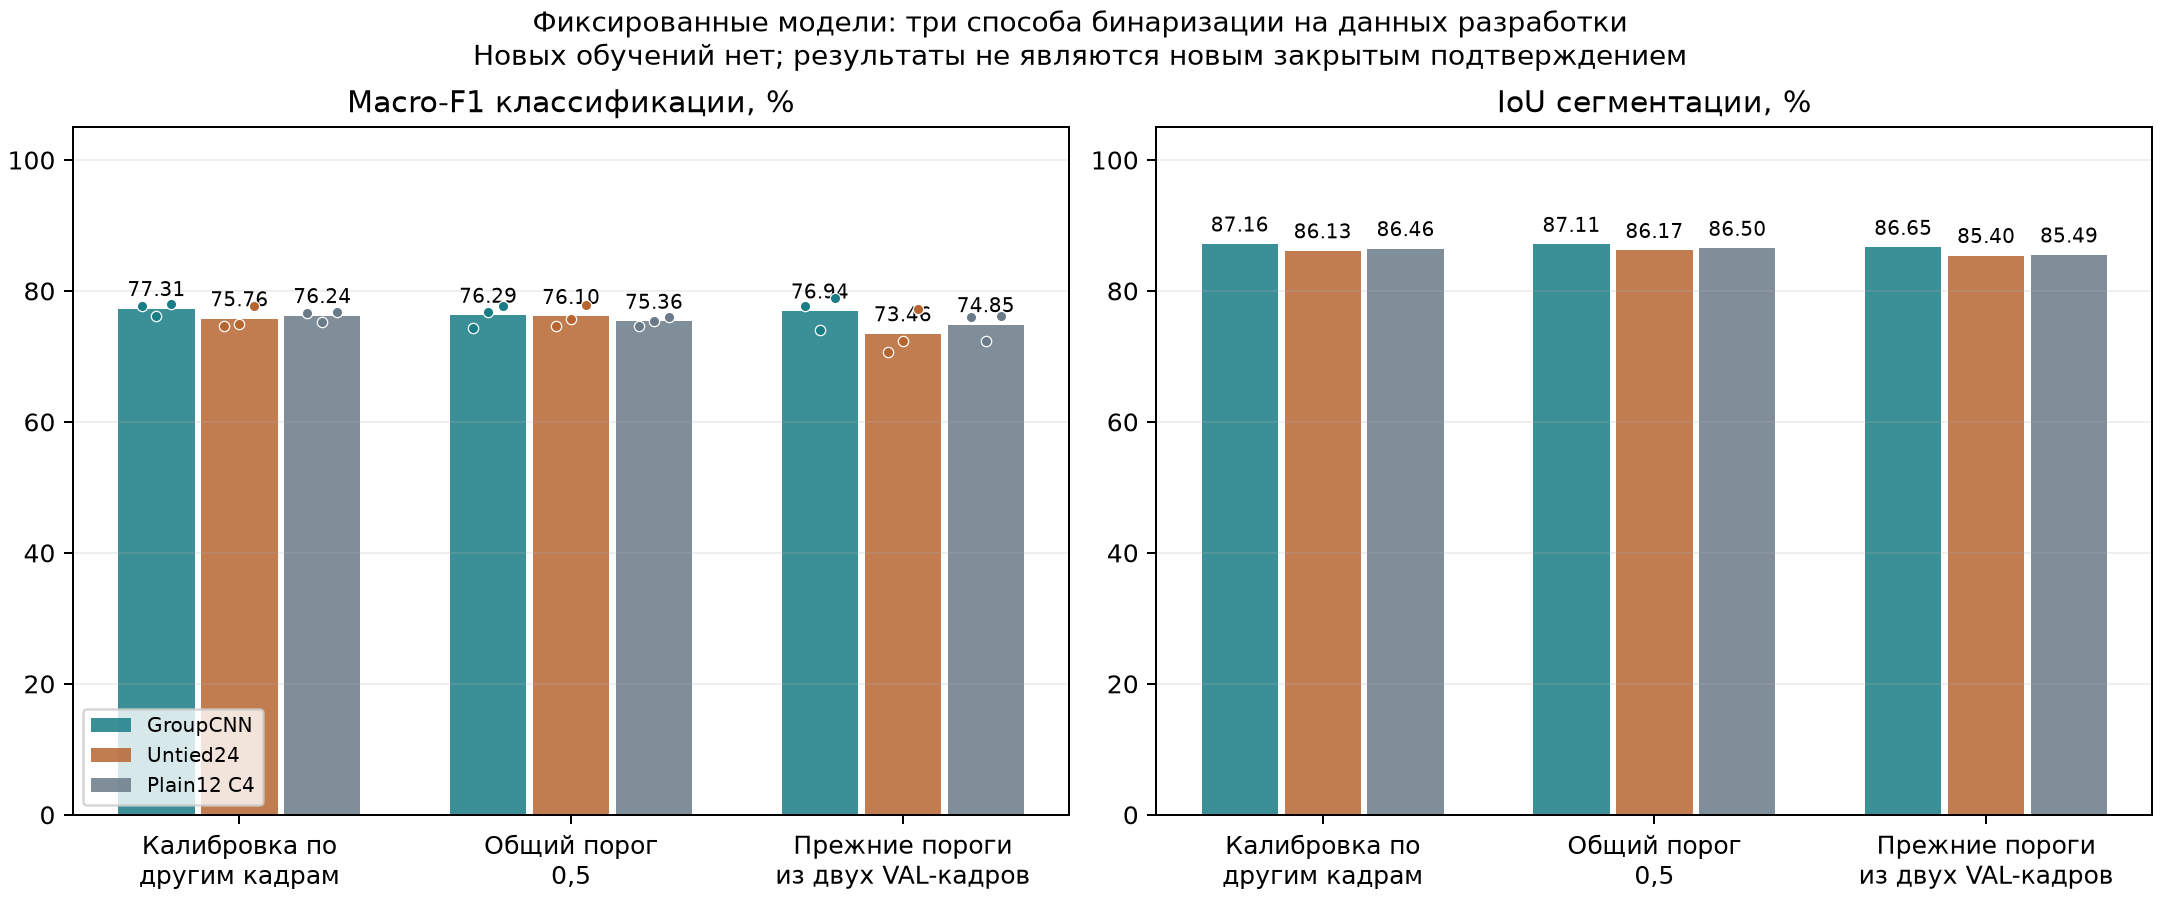 Фиксированные модели: три способа бинаризации на данных разработки
Новых обучений нет; результаты не являются новым закрытым подтверждением
Macro-F1 классификации, %
100
80
60
40
20
0
77.31
75.76
76.24
76.29
76.10
75.36
76.94
73.46
74.85
GroupCNN
Untied24
Plain12 C4
Калибровка по
другим кадрам
Общий порог
0,5
Прежние пороги
из двух VAL-кадров
IoU сегментации, %
100
80
60
40
20
0
87.16
86.13
86.46
87.11
86.17
86.50
86.65
85.40
85.49
Калибровка по
другим кадрам
Общий порог
0,5
Прежние пороги
из двух VAL-кадров